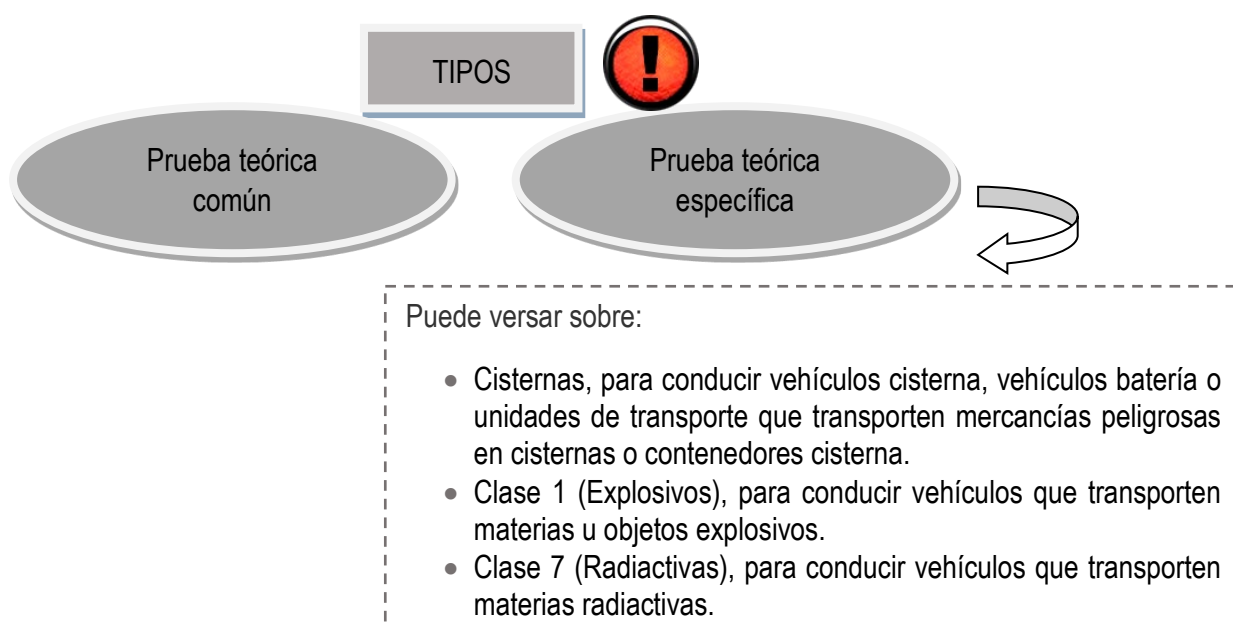 TIPOS
Prueba teórica
común
Prueba teórica
específica
Puede versar sobre:
• Cisternas, para conducir vehículos cisterna, vehículos batería o
unidades de transporte que transporten mercancías peligrosas
en cisternas o contenedores cisterna.
• Clase 1 (Explosivos), para conducir vehículos que transporten
materias u objetos explosivos.
• Clase 7 (Radiactivas), para conducir vehículos que transporten
materias radiactivas.